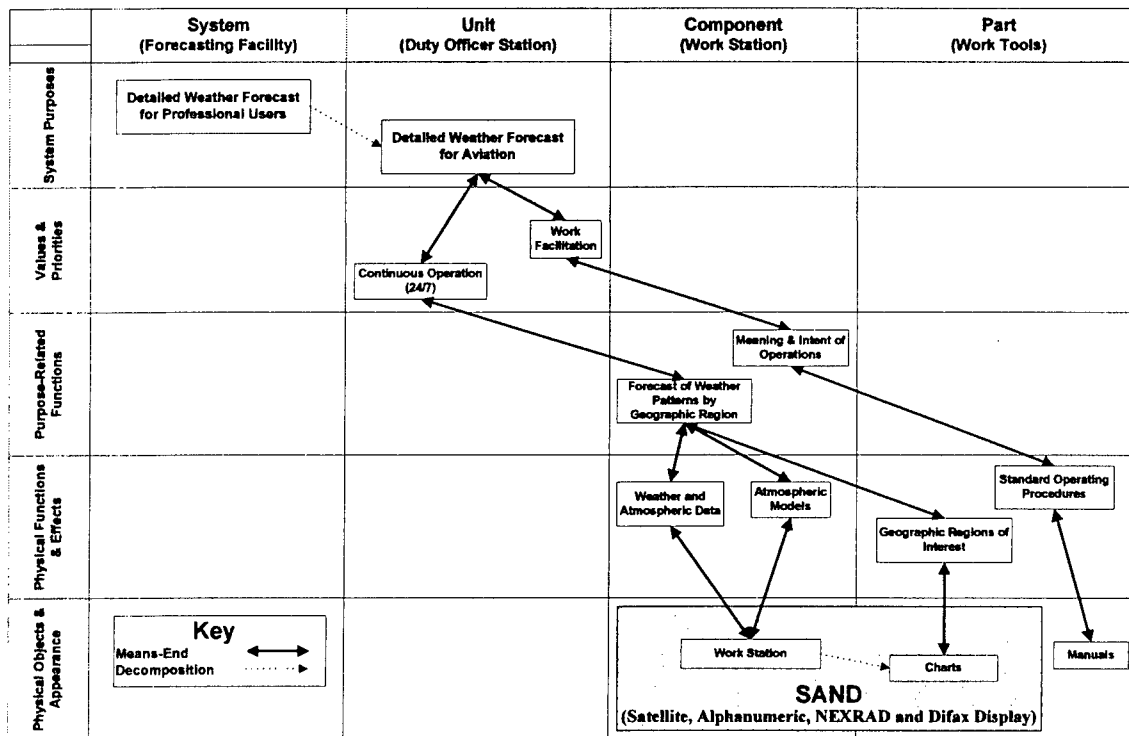 System
(Forecasting Facility)
Unit
(Duty Officer Station)
Component
(Work Station)
Part
(Work Tools)
System Purposes
Detailed Weather Forecast
for Professional Users
Detailed Weather Forecast
for Aviation
Values &
Priorities
Work
Facilitation
Continuous Operation
(24/7)
Purpose-Related
Functions
Meaning & Intent of
Operations
Forecast of Weather
Patterns by
Geographic Region
Physical Functions
& Effects
Weather and
Atmospheric Data
Atmospheric
Models
Standard Operating
Procedures
Geographic Regions of
Interest
Physical Objects &
Appearance
Key
Means-End
Decomposition
Work Station
Charts
Manuals
SAND
(Satellite, Alphanumeric, NEXRAD and Difax Display)